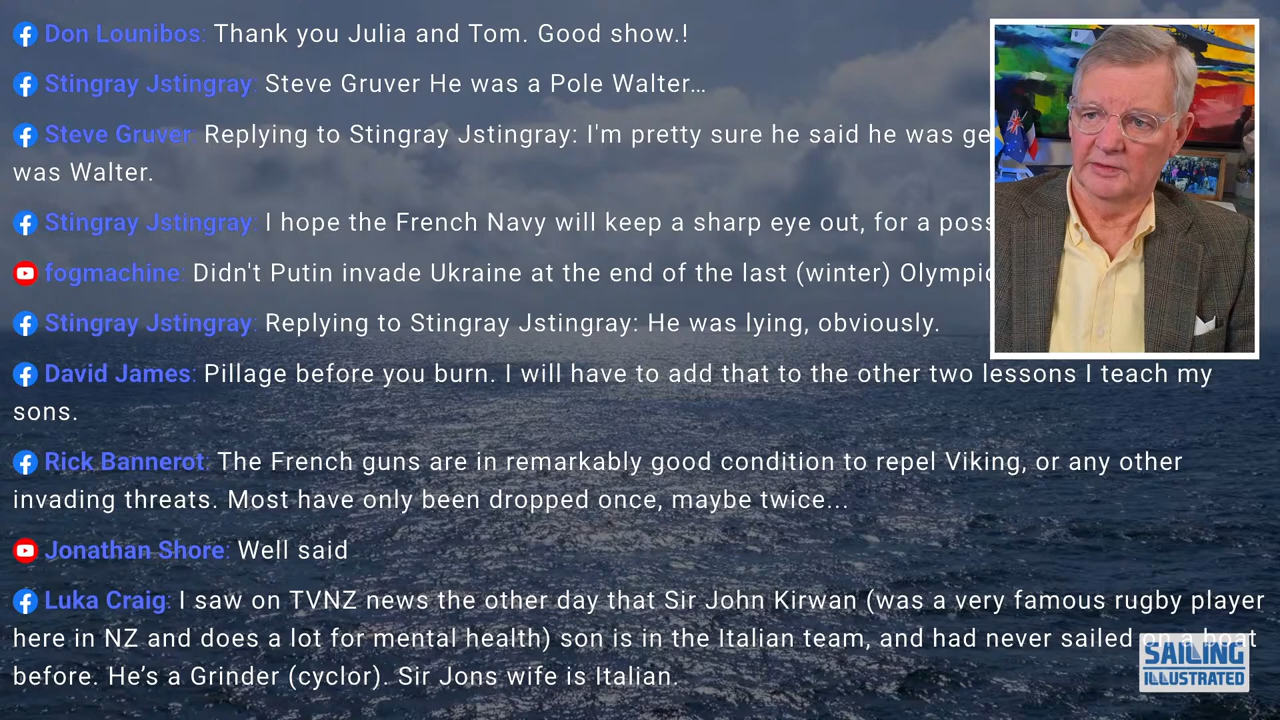 Don Lounibos: Thank you Julia and Tom. Good show.!
Stingray Jstingray: Steve Gruver He was a Pole Walter…
Steve Gruver: Replying to Stingray Jstingray: I'm pretty sure he said he was
was Walter.
Stingray Jstingray: I hope the French Navy will keep a sharp eye out, for a
fogmachine: Didn't Putin invade Ukraine at the end of the last (winter)
Stingray Jstingray: Replying to Stingray Jstingray: He was lying, obviously.
David James: Pillage before you burn. I will have to add that to the other two lessons I teach my
sons.
Rick Bannerot: The French guns are in remarkably good condition to repel Viking, or any other
invading threats. Most have only been dropped once, maybe twice...
Jonathan Shore: Well said
Luka Craig: I saw on TVNZ news the other day that Sir John Kirwan (was a very famous rugby player
here in NZ and does a lot for mental health) son is in the Italian team, and had never sailed on a boat
before. He’s a Grinder (cyclor). Sir Jons wife is Italian.
SAILING
ILLUSTRATED